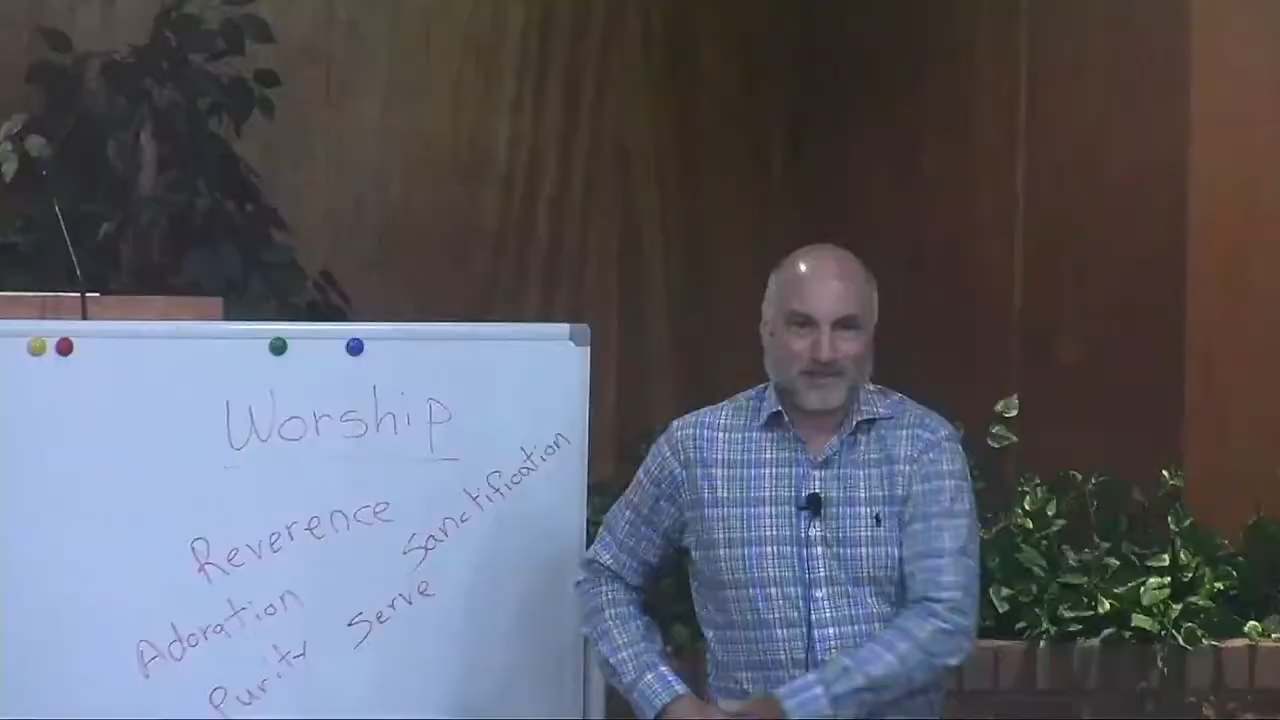 Worship
Reverence
Sanctification
Adoration
Serve
Purity